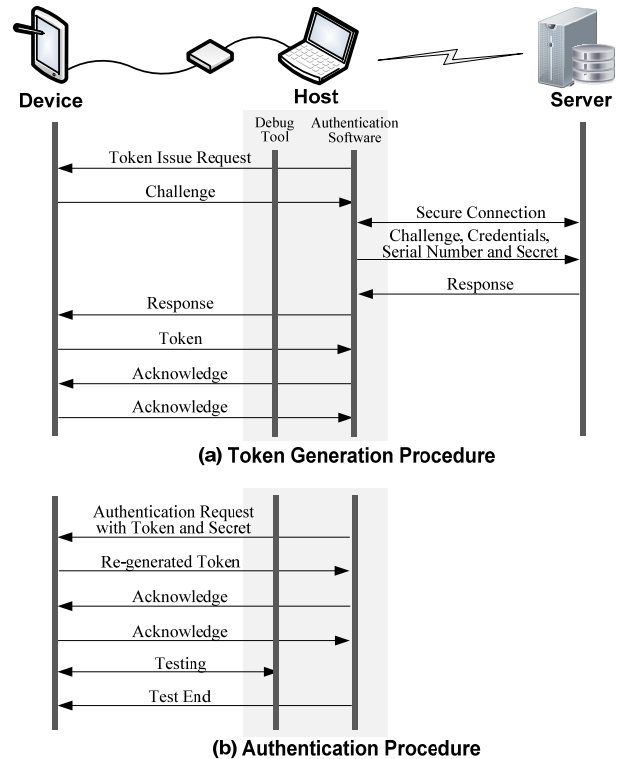 Device
Host
Server
Debug
Tool
Authentication
Software
Token Issue Request
Challenge
Secure Connection
Challenge, Credentials,
Serial Number and Secret
Response
Response
Token
Acknowledge
Acknowledge
(a) Token Generation Procedure
Authentication Request
with Token and Secret
Re-generated Token
Acknowledge
Acknowledge
Testing
Test End
(b) Authentication Procedure